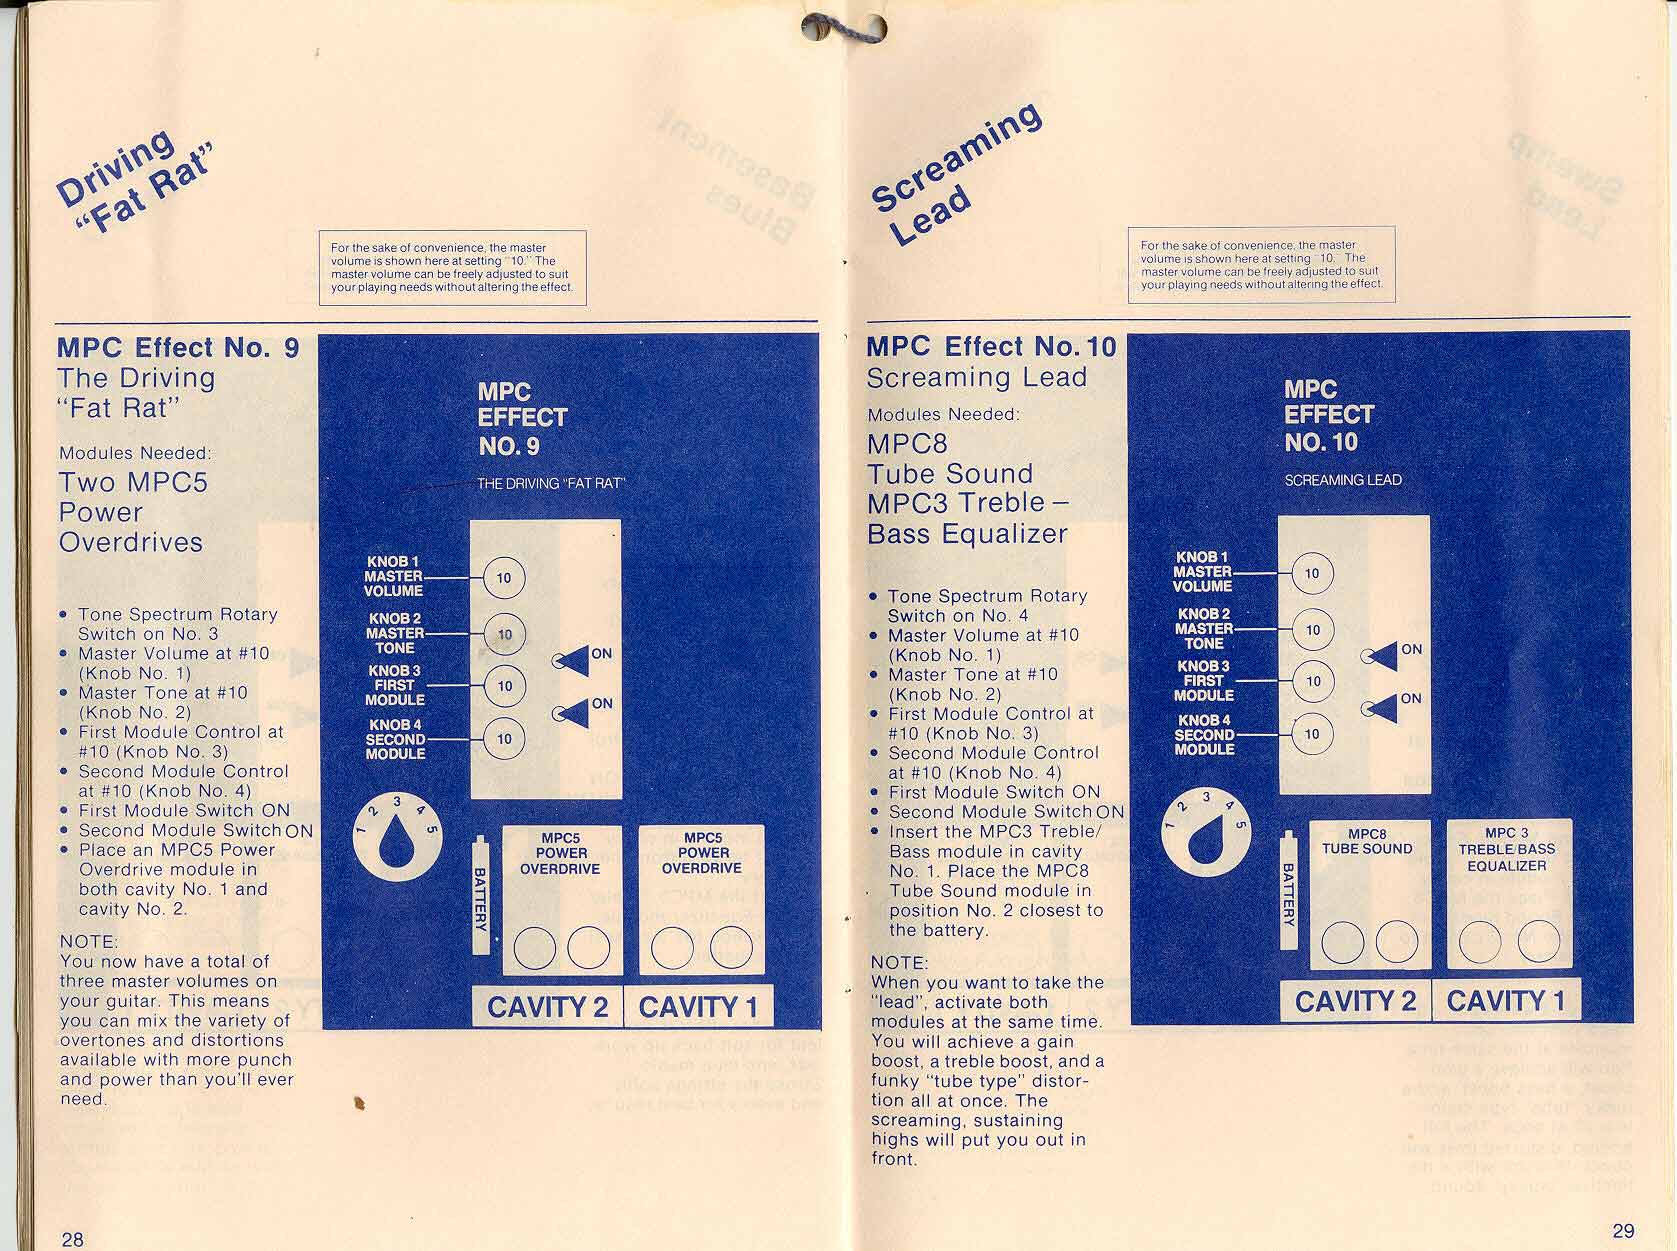 Driving
"Fat Rat"
For the sake of convenience, the master
volume is shown here at setting "10." The
master volume can be freely adjusted to suit
your playing needs without altering the effect.
MPC Effect No. 9
The Driving
"Fat Rat"
Modules Needed:
Two MPC5
Power
Overdrives
• Tone Spectrum Rotary
Switch on No. 3
• Master Volume at #10
(Knob No. 1)
• Master Tone at #10
(Knob No. 2)
• First Module Control at
#10 (Knob No. 3)
• Second Module Control
at #10 (Knob No. 4)
• First Module Switch ON
• Second Module Switch ON
• Place an MPC5 Power
Overdrive module in
both cavity No. 1 and
cavity No. 2.
NOTE:
You now have a total of
three master volumes on
your guitar. This means
you can mix the variety of
overtones and distortions
available with more punch
and power than you'll ever
need.
28
MPC
EFFECT
NO. 9
THE DRIVING "FAT RAT"
KNOB 1
MASTER
VOLUME
10
KNOB 2
MASTER
TONE
10
KNOB 3
FIRST
MODULE
10
KNOB 4
SECOND
MODULE
10
ON
ON
1 2 3 4 5
BATTERY
MPC5
POWER
OVERDRIVE
MPC5
POWER
OVERDRIVE
CAVITY 2
CAVITY 1
Screaming
Lead
For the sake of convenience, the master
volume is shown here at setting "10." The
master volume can be freely adjusted to suit
your playing needs without altering the effect.
MPC Effect No. 10
Screaming Lead
Modules Needed:
MPC8
Tube Sound
MPC3 Treble –
Bass Equalizer
• Tone Spectrum Rotary
Switch on No. 4
• Master Volume at #10
(Knob No. 1)
• Master Tone at #10
(Knob No. 2)
• First Module Control at
#10 (Knob No. 3)
• Second Module Control
at #10 (Knob No. 4)
• First Module Switch ON
• Second Module Switch ON
• Insert the MPC3 Treble/
Bass module in cavity
No. 1. Place the MPC8
Tube Sound module in
position No. 2 closest to
the battery.
NOTE:
When you want to take the
"lead", activate both
modules at the same time.
You will achieve a gain
boost, a treble boost, and a
funky "tube type" distor-
tion all at once. The
screaming, sustaining
highs will put you out in
front.
MPC
EFFECT
NO. 10
SCREAMING LEAD
KNOB 1
MASTER
VOLUME
10
KNOB 2
MASTER
TONE
10
KNOB 3
FIRST
MODULE
10
KNOB 4
SECOND
MODULE
10
ON
ON
1 2 3 4 5
BATTERY
MPC8
TUBE SOUND
MPC 3
TREBLE/BASS
EQUALIZER
CAVITY 2
CAVITY 1
29